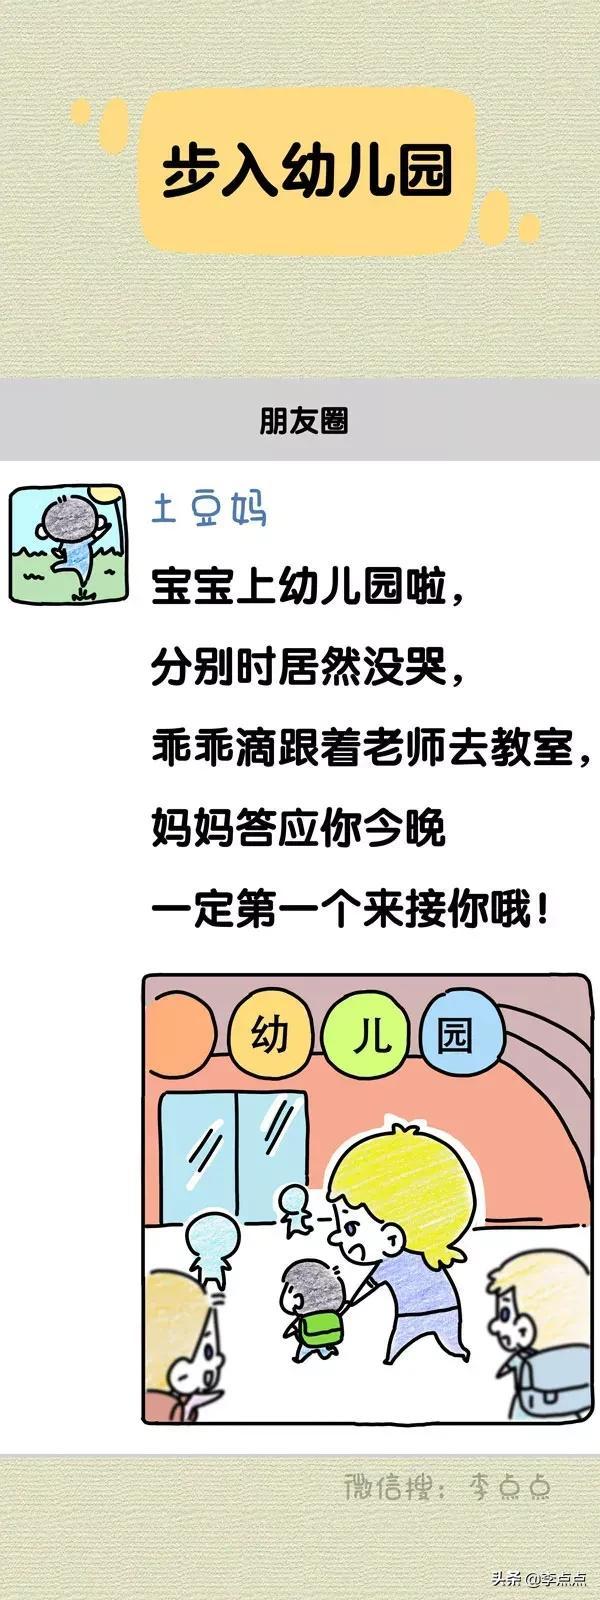 步入幼儿园
朋友圈
土豆妈
宝宝上幼儿园啦，
分别时居然没哭，
乖乖滴跟着老师去教室，
妈妈答应你今晚
一定第一个来接你哦！
幼儿园
微信搜：李点点
头条 @李点点